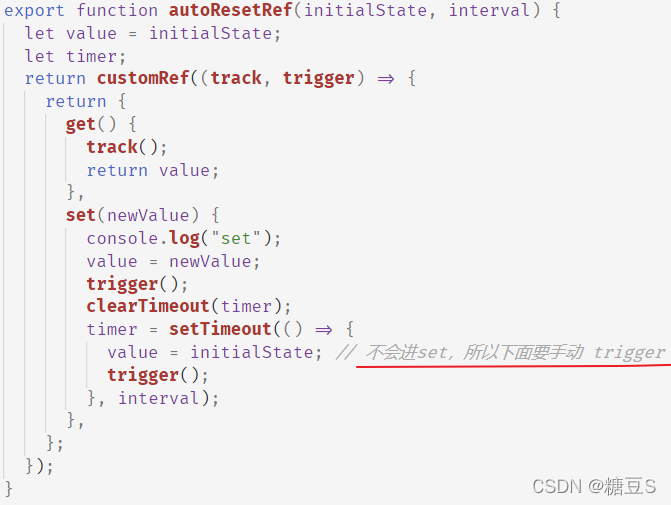 export function autoResetRef(initialState, interval) {
  let value = initialState;
  let timer;
  return customRef((track, trigger) => {
    return {
      get() {
        track();
        return value;
      },
      set(newValue) {
        console.log("set");
        value = newValue;
        trigger();
        clearTimeout(timer);
        timer = setTimeout(() => {
          value = initialState; // 不会进set，所以下面要手动 trigger
          trigger();
        }, interval);
      },
    };
  });
}
CSDN @糖豆S